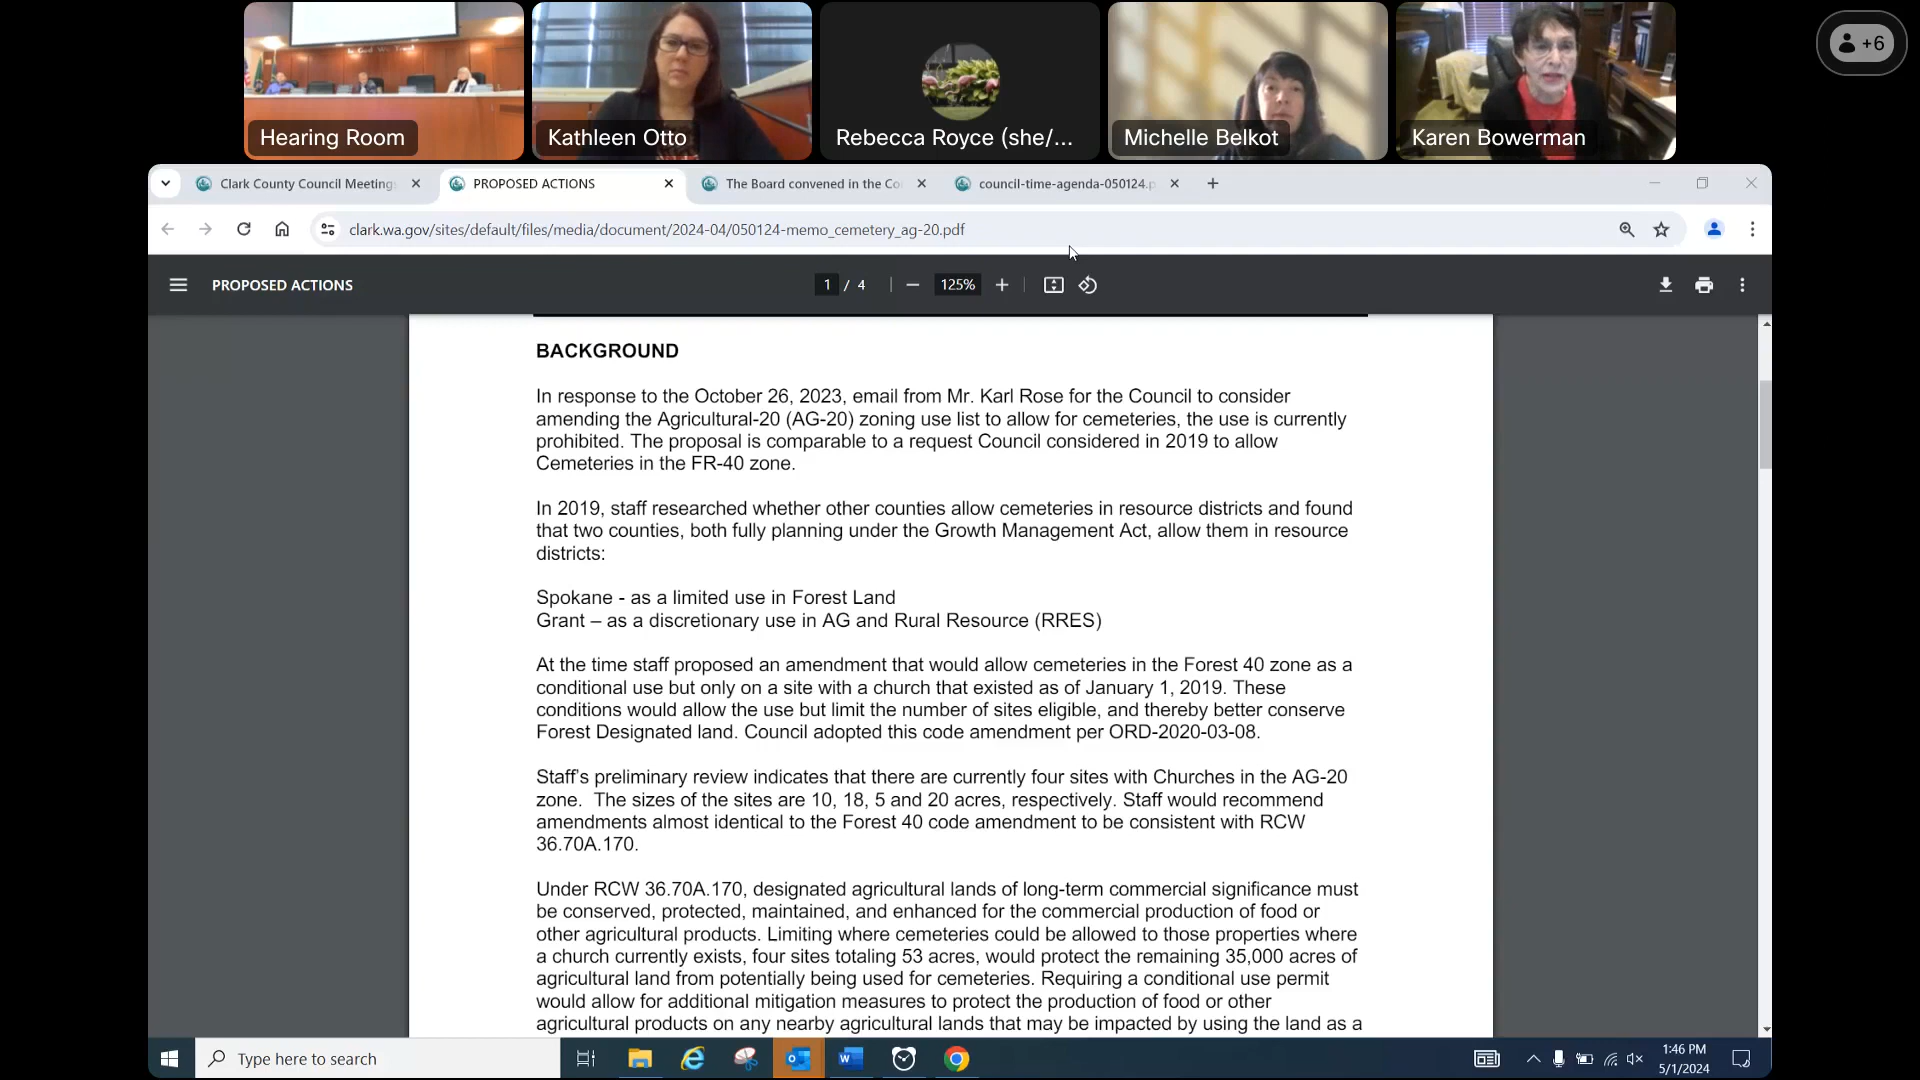 In God We Trust
Hearing Room
Kathleen Otto
Rebecca Royce (she/...
Michelle Belkot
Karen Bowerman
+6
Clark County Council Meeting
PROPOSED ACTIONS
The Board convened in the Co
council-time-agenda-050124.p
clark.wa.gov/sites/default/files/media/document/2024-04/050124-memo_cemetery_ag-20.pdf
PROPOSED ACTIONS
1 / 4
125%
BACKGROUND
In response to the October 26, 2023, email from Mr. Karl Rose for the Council to consider
amending the Agricultural-20 (AG-20) zoning use list to allow for cemeteries, the use is currently
prohibited. The proposal is comparable to a request Council considered in 2019 to allow
Cemeteries in the FR-40 zone.
In 2019, staff researched whether other counties allow cemeteries in resource districts and found
that two counties, both fully planning under the Growth Management Act, allow them in resource
districts:
Spokane - as a limited use in Forest Land
Grant – as a discretionary use in AG and Rural Resource (RRES)
At the time staff proposed an amendment that would allow cemeteries in the Forest 40 zone as a
conditional use but only on a site with a church that existed as of January 1, 2019. These
conditions would allow the use but limit the number of sites eligible, and thereby better conserve
Forest Designated land. Council adopted this code amendment per ORD-2020-03-08.
Staff's preliminary review indicates that there are currently four sites with Churches in the AG-20
zone.  The sizes of the sites are 10, 18, 5 and 20 acres, respectively. Staff would recommend
amendments almost identical to the Forest 40 code amendment to be consistent with RCW
36.70A.170.
Under RCW 36.70A.170, designated agricultural lands of long-term commercial significance must
be conserved, protected, maintained, and enhanced for the commercial production of food or
other agricultural products. Limiting where cemeteries could be allowed to those properties where
a church currently exists, four sites totaling 53 acres, would protect the remaining 35,000 acres of
agricultural land from potentially being used for cemeteries. Requiring a conditional use permit
would allow for additional mitigation measures to protect the production of food or other
agricultural products on any nearby agricultural lands that may be impacted by using the land as a
Type here to search
1:46 PM
5/1/2024